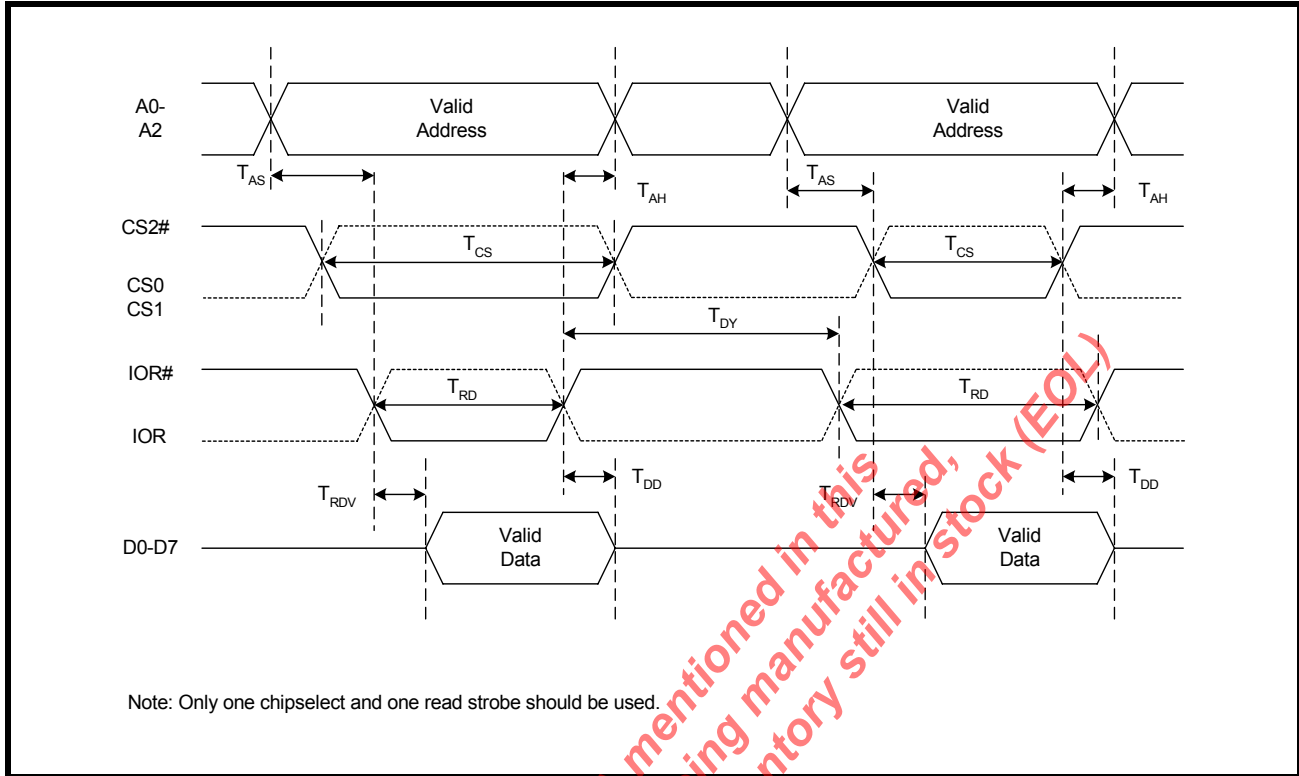 A0-
A2
Valid
Address
Valid
Address
TAS
TAH
TAS
TAH
CS2#
TCS
TCS
CS0
CS1
TDY
IOR#
TRD
TRD
IOR
TRDV
TDD
TRDV
TDD
D0-D7
Valid
Data
Valid
Data
mentioned in this
ing manufactured,
ntory still in stock (EOL)
Note: Only one chipselect and one read strobe should be used.